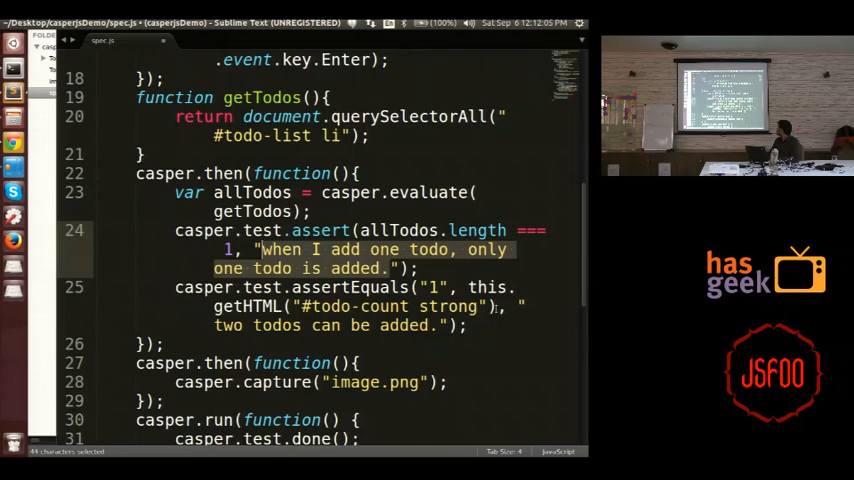 ~/Desktop/casperjsDemo/spec.js • (casperjsDemo) - Sublime Text (UNREGISTERED)
En
(100%)
Sat Sep 6 12:12:05 PM
FOLDE
spec.js
casp
.event.key.Enter);
18 });
19 function getTodos(){
20 return document.querySelectorAll("
#todo-list li");
21 }
22 casper.then(function(){
23 var allTodos = casper.evaluate(
getTodos);
24 casper.test.assert(allTodos.length ===
1, "when I add one todo, only
one todo is added.");
25 casper.test.assertEquals("1", this.
getHTML("#todo-count strong"), "
two todos can be added.");
26 });
27 casper.then(function(){
28 casper.capture("image.png");
29 });
30 casper.run(function() {
31 casper.test.done();
44 characters selected
Tab Size: 4
JavaScript
has
geek
JSFOO